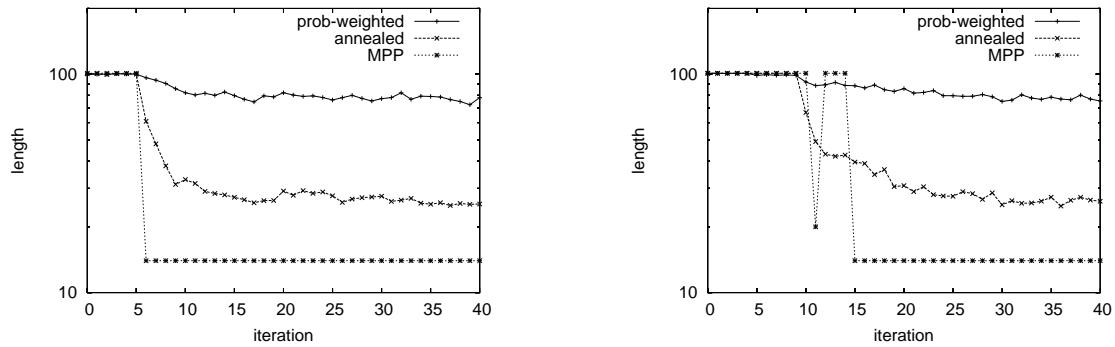 prob-weighted
annealed
MPP
100
10
length
0 5 10 15 20 25 30 35 40
iteration
prob-weighted
annealed
MPP
100
10
length
0 5 10 15 20 25 30 35 40
iteration